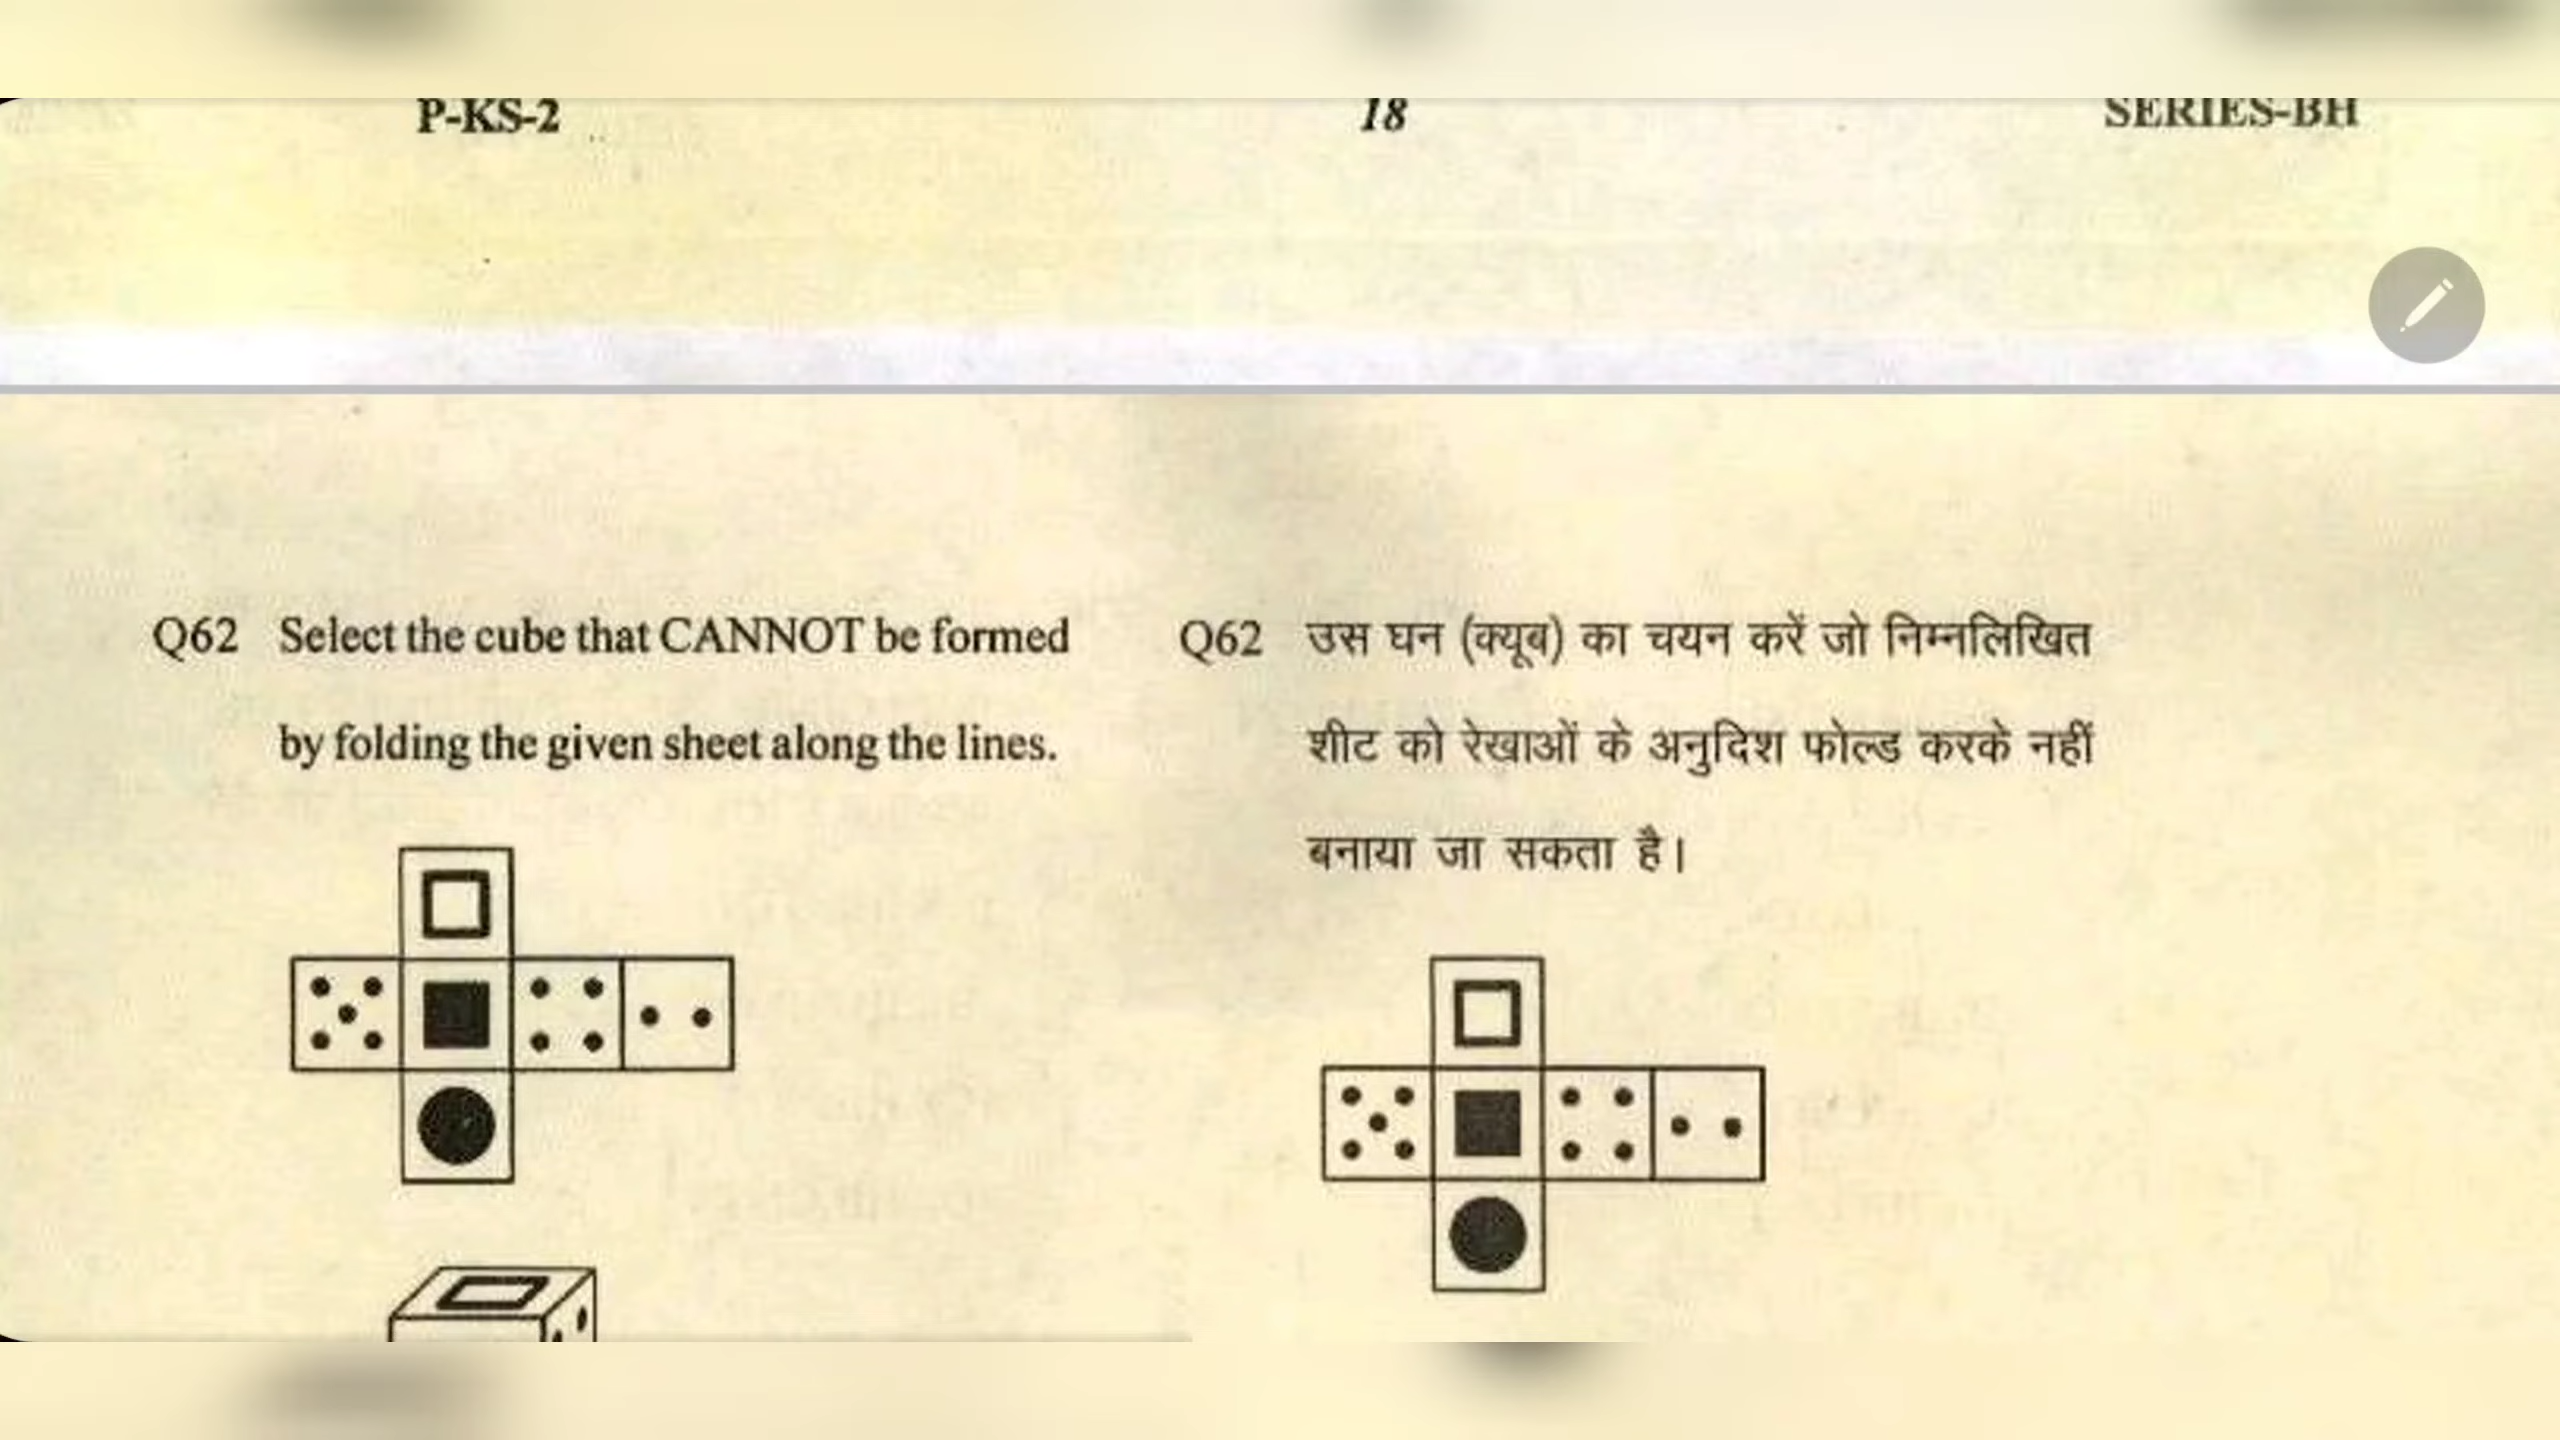 P-KS-2
18
SERIES-BH
Q62 Select the cube that CANNOT be formed
by folding the given sheet along the lines.
Q62 उस घन (क्यूब) का चयन करें जो निम्नलिखित
शीट को रेखाओं के अनुदिश फोल्ड करके नहीं
बनाया जा सकता है।